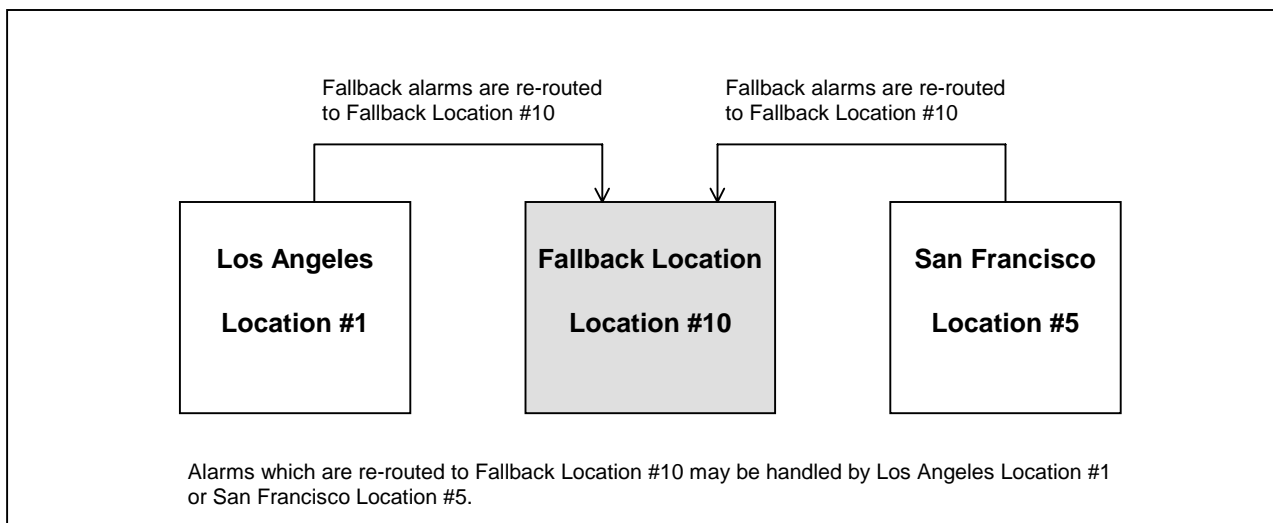 Fallback alarms are re-routed
to Fallback Location #10
Fallback alarms are re-routed
to Fallback Location #10
Los Angeles
Location #1
Fallback Location
Location #10
San Francisco
Location #5
Alarms which are re-routed to Fallback Location #10 may be handled by Los Angeles Location #1
or San Francisco Location #5.